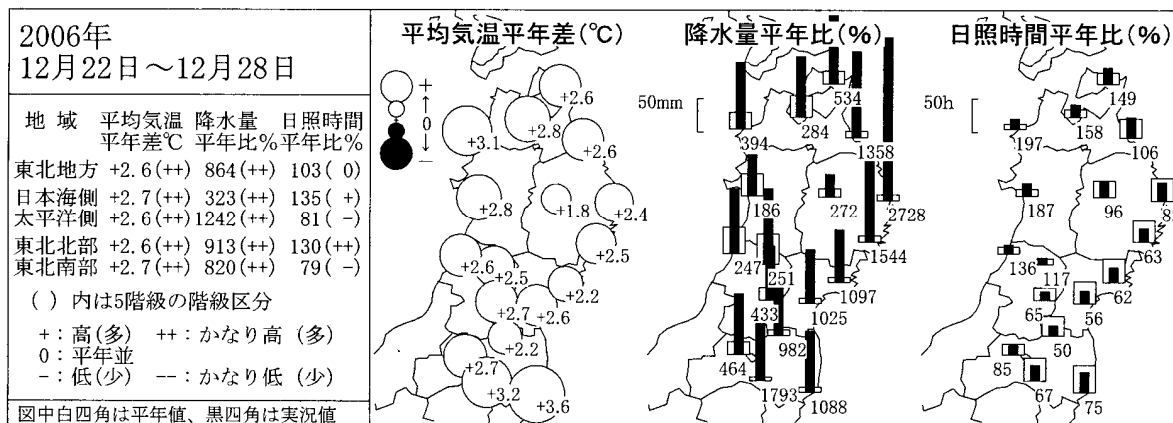 2006年
12月22日～12月28日
地 域 平均気温 降水量 日照時間
平年差℃ 平年比% 平年比%
東北地方 +2.6(++) 864(++) 103( 0)
日本海側 +2.7(++) 323(++) 135( +)
太平洋側 +2.6(++) 1242(++) 81( -)
東北北部 +2.6(++) 913(++) 130(++)
東北南部 +2.7(++) 820(++) 79( -)
( ) 内は5階級の階級区分
+：高(多) ++：かなり高 (多)
0：平年並
-：低(少) --：かなり低 (少)
図中白四角は平年値、黒四角は実況値
平均気温平年差(℃)
+
↑
0
↓
-
+2.6
+2.8
+3.1
+2.6
+2.8
+1.8
+2.4
+2.5
+2.6
+2.5
+2.2
+2.7
+2.6
+2.2
+2.7
+3.2
+3.6
降水量平年比(%)
50mm
534
284
394
1358
186
272
2728
1544
247
251
1097
433
1025
982
464
1793
1088
日照時間平年比(%)
50h
149
158
197
106
187
96
63
136
117
62
65
56
50
85
67
75